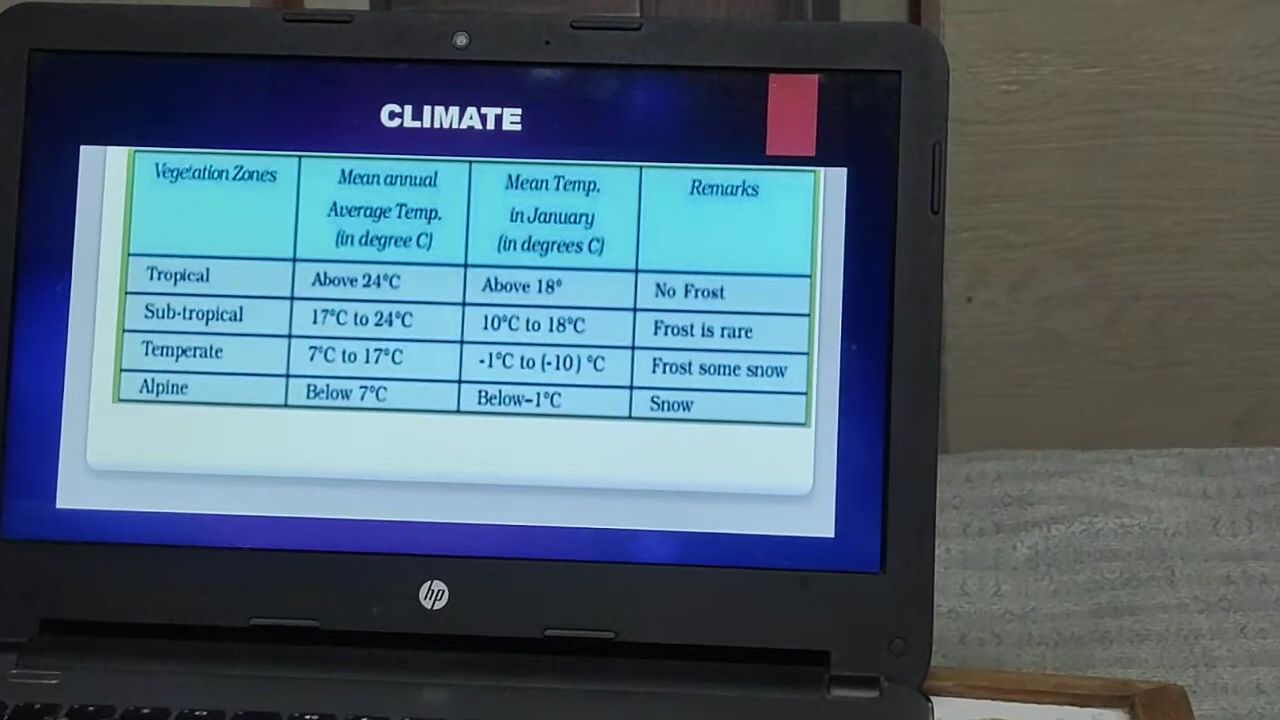 CLIMATE
Vegetation Zones
Mean annual
Average Temp.
(in degree C)
Mean Temp.
in January
(in degrees C)
Remarks
Tropical
Above 24°C
Above 18°
No Frost
Sub-tropical
17°C to 24°C
10°C to 18°C
Frost is rare
Temperate
7°C to 17°C
-1°C to (-10) °C
Frost some snow
Alpine
Below 7°C
Below–1°C
Snow
hp